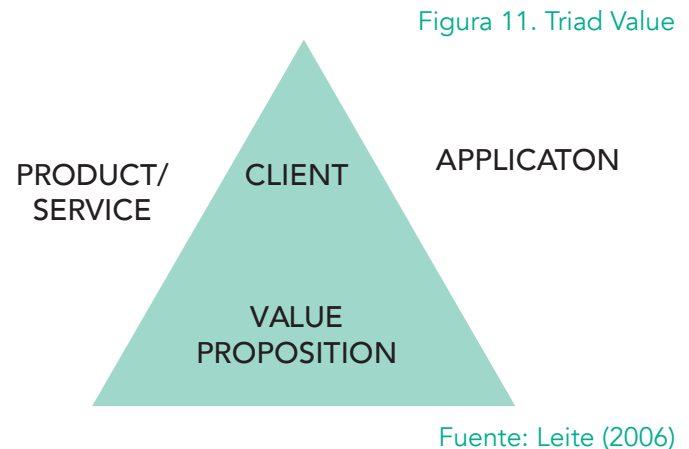 Figura 11. Triad Value
PRODUCT/
SERVICE
CLIENT
APPLICATON
VALUE
PROPOSITION
Fuente: Leite (2006)